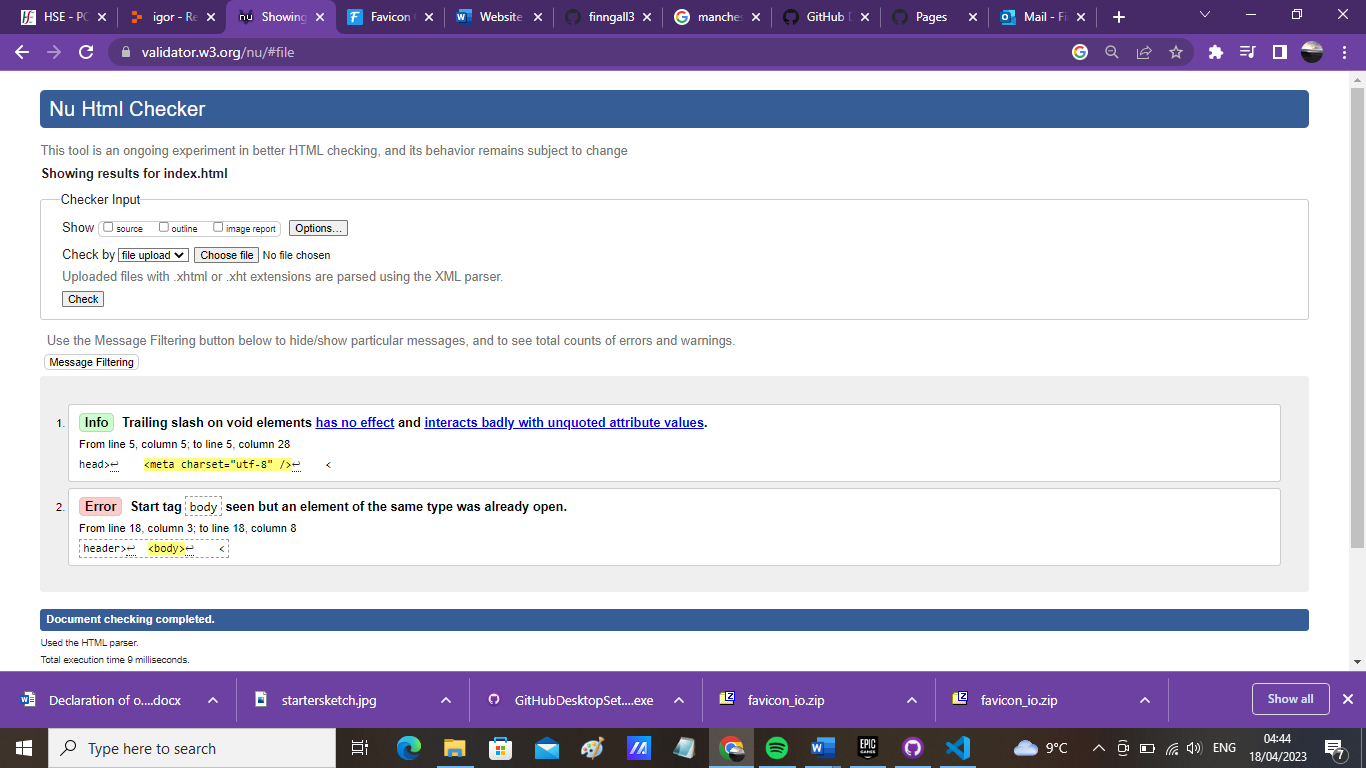 HSE - PC
igor - Re
Showing
Favicon
Website
finngall3
manches
GitHub D
Pages
Mail - Fi
validator.w3.org/nu/#file
Nu Html Checker
This tool is an ongoing experiment in better HTML checking, and its behavior remains subject to change
Showing results for index.html
Checker Input
Show source outline image report Options...
Check by file upload Choose file No file chosen
Uploaded files with .xhtml or .xht extensions are parsed using the XML parser.
Check
Use the Message Filtering button below to hide/show particular messages, and to see total counts of errors and warnings.
Message Filtering
1. Info Trailing slash on void elements has no effect and interacts badly with unquoted attribute values.
From line 5, column 5; to line 5, column 28
head>↩ <meta charset="utf-8" />↩ <
2. Error Start tag body seen but an element of the same type was already open.
From line 18, column 3; to line 18, column 8
header>↩ <body>↩ <
Document checking completed.
Used the HTML parser.
Total execution time 9 milliseconds.
Declaration of o....docx
startersketch.jpg
GitHubDesktopSet....exe
favicon_io.zip
favicon_io.zip
Show all
Type here to search
EPIC GAMES
9°C
ENG
04:44
18/04/2023
7